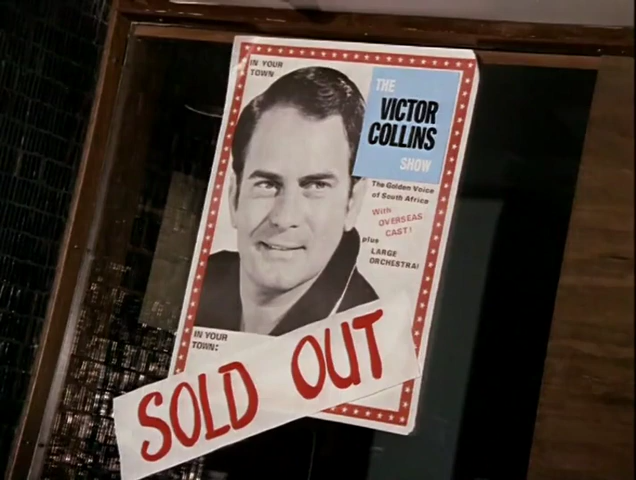 IN YOUR
TOWN
THE
VICTOR
COLLINS
SHOW
The Golden Voice
of South Africa
With
OVERSEAS
CAST!
plus
LARGE
ORCHESTRA!
IN YOUR
TOWN:
SOLD OUT